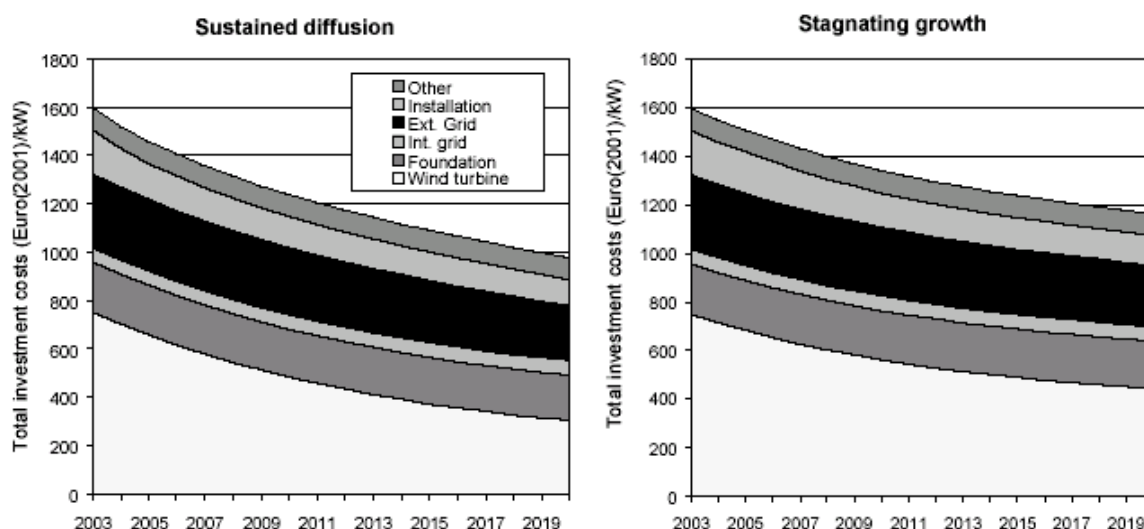 Sustained diffusion
Total investment costs (Euro(2001)/kW)
1800
1600
1400
1200
1000
800
600
400
200
0
Other
Installation
Ext. Grid
Int. grid
Foundation
Wind turbine
2003 2005 2007 2009 2011 2013 2015 2017 2019
Stagnating growth
Total investment costs (Euro(2001)/kW)
1800
1600
1400
1200
1000
800
600
400
200
0
2003 2005 2007 2009 2011 2013 2015 2017 2019